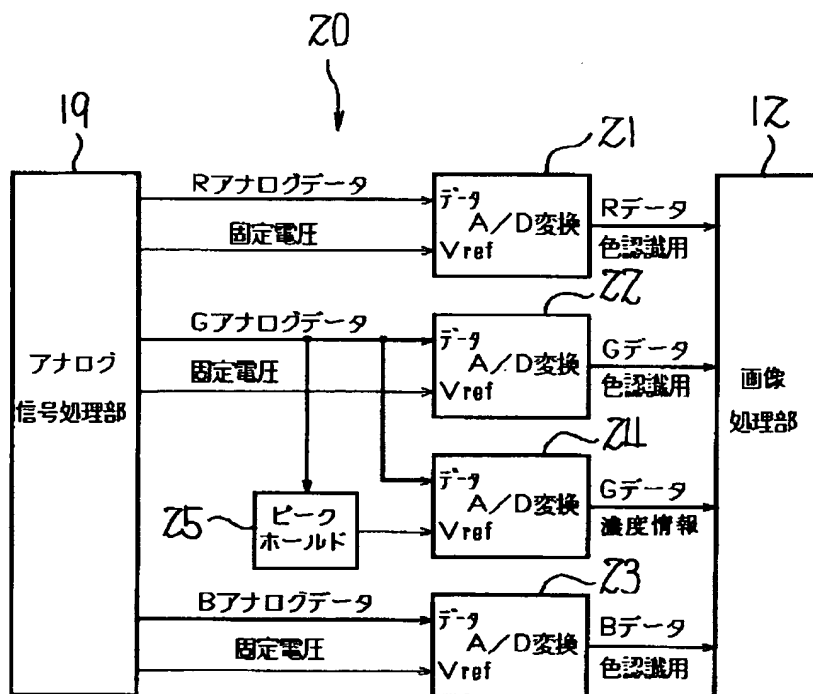 20
19
21
12
Rアナログデータ
データ
A/D変換
Rデータ
固定電圧
Vref
色認識用
22
Gアナログデータ
データ
A/D変換
Gデータ
アナログ
信号処理部
固定電圧
Vref
色認識用
画像
処理部
24
データ
A/D変換
Gデータ
25
ピーク
ホールド
Vref
濃度情報
23
Bアナログデータ
データ
A/D変換
Bデータ
固定電圧
Vref
色認識用